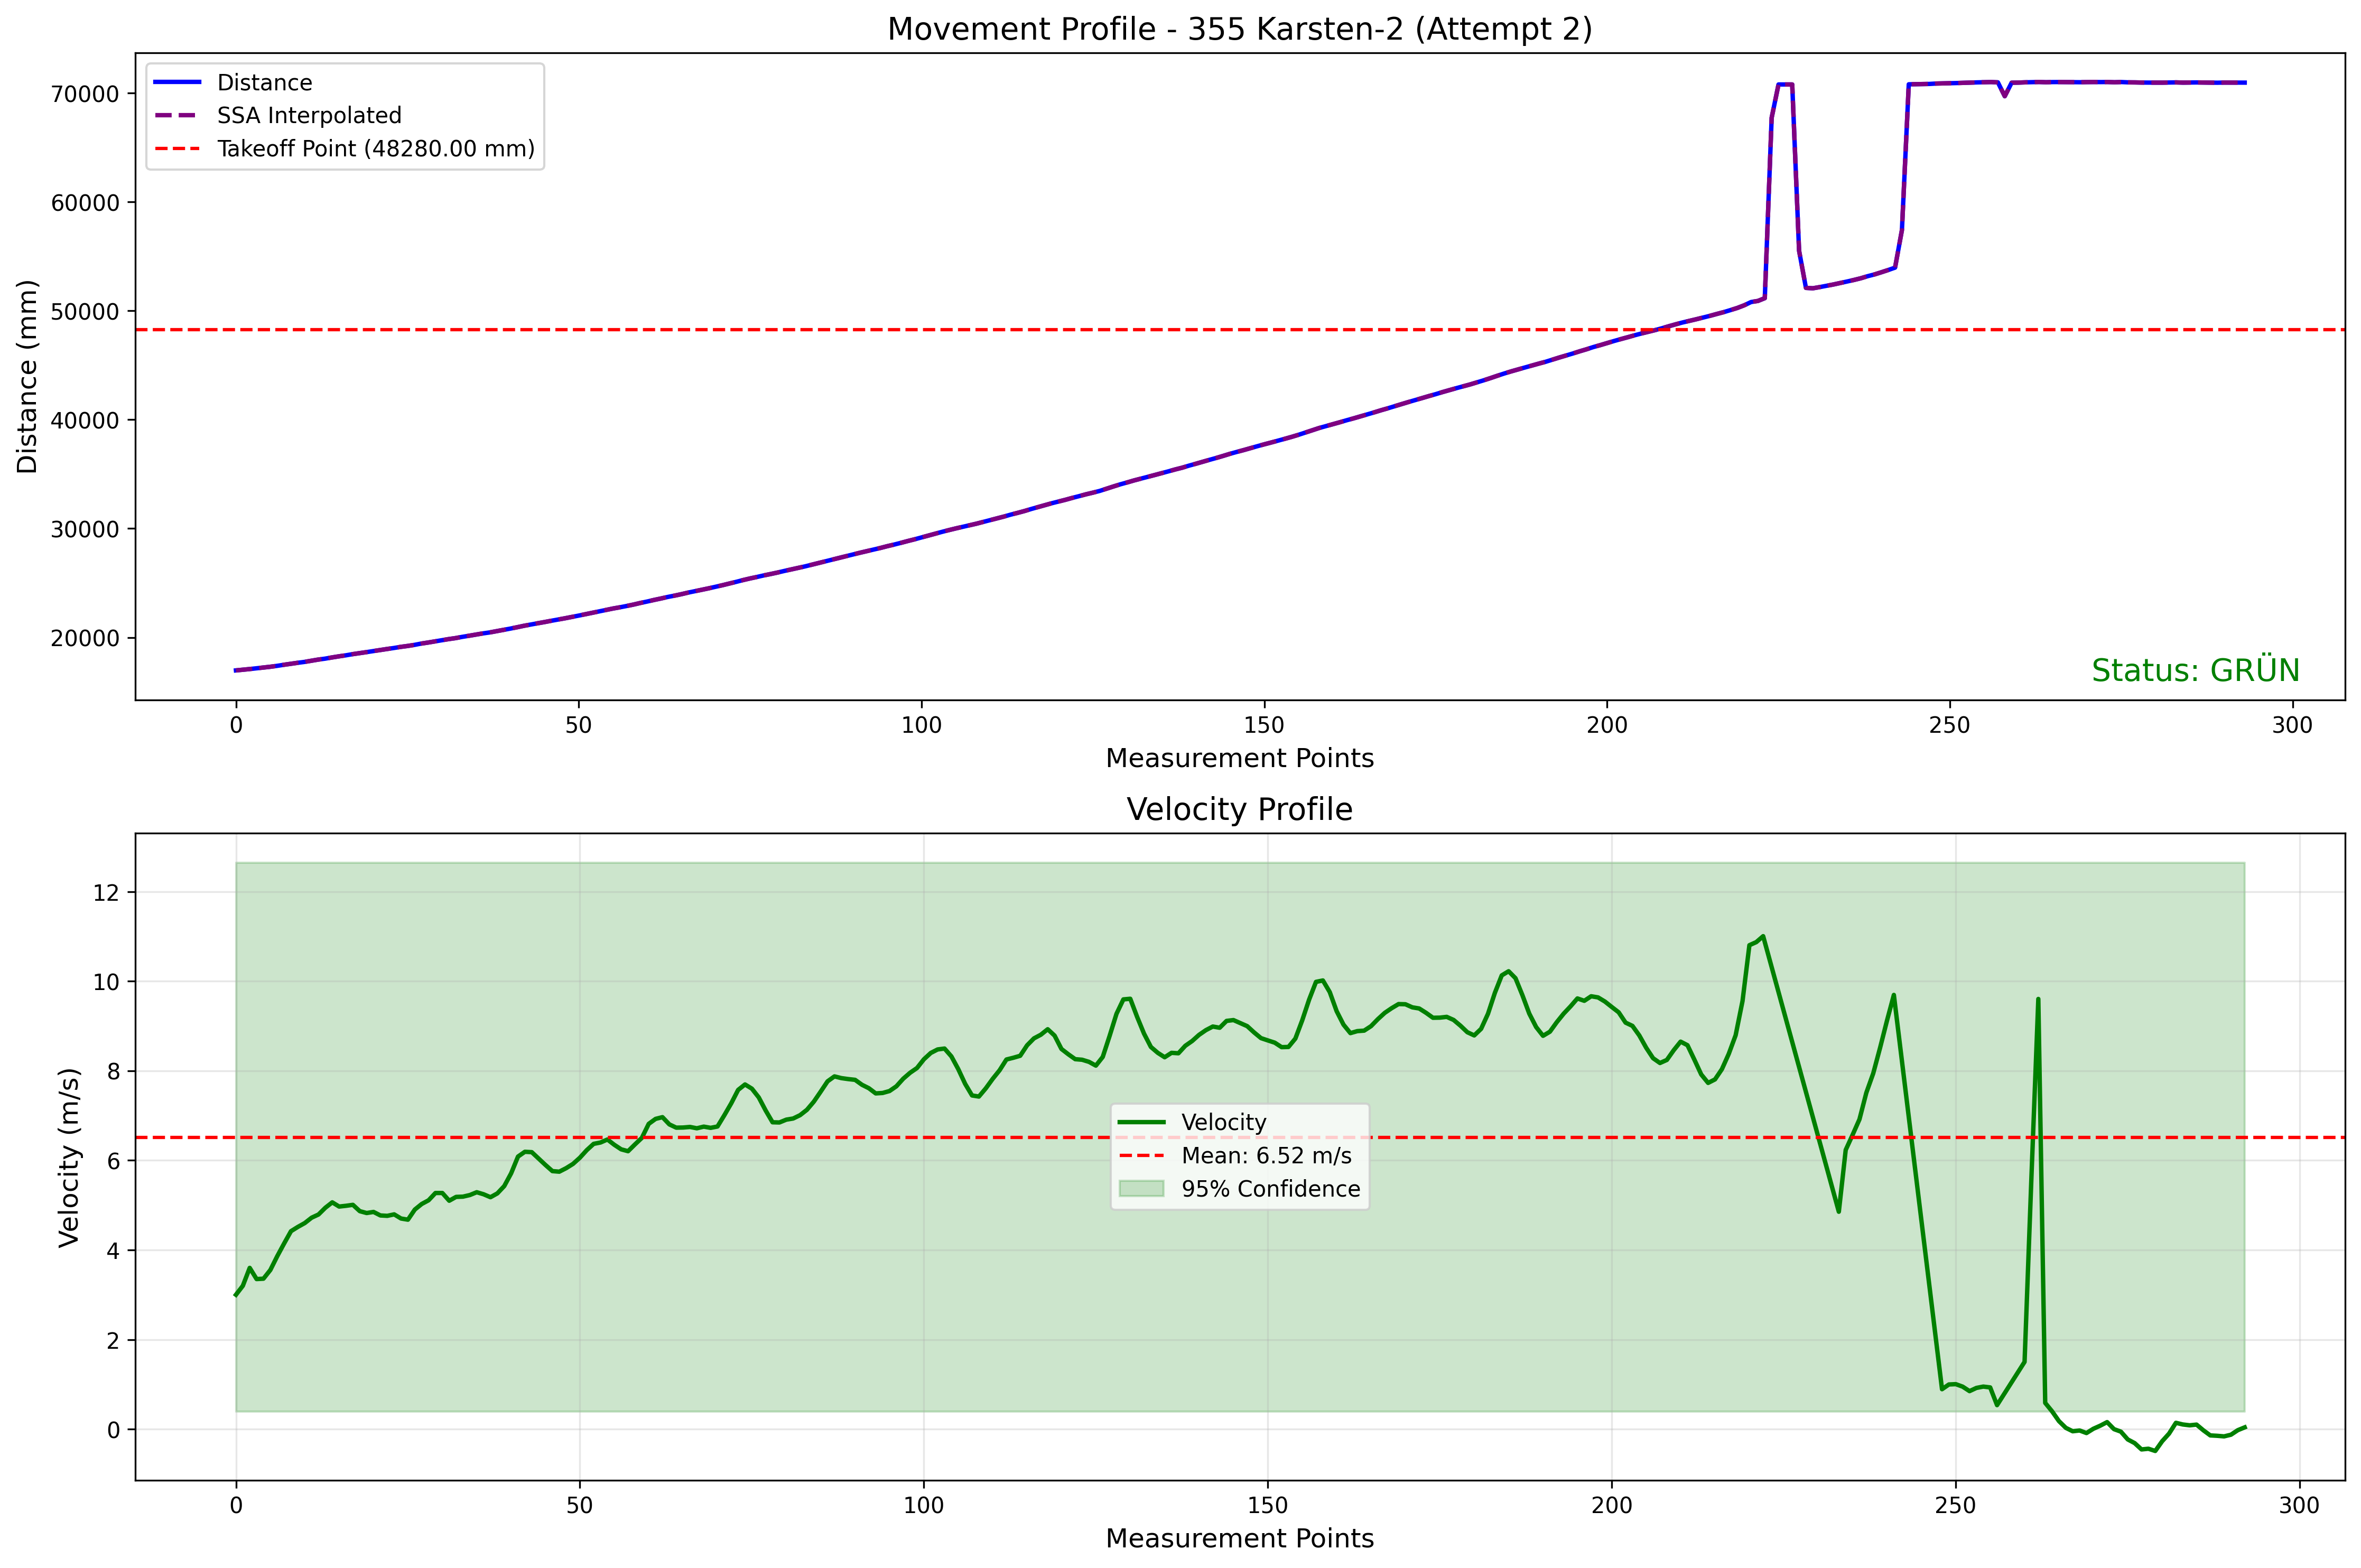 Movement Profile - 355 Karsten-2 (Attempt 2)
Distance
SSA Interpolated
Takeoff Point (48280.00 mm)
Distance (mm)
70000
60000
50000
40000
30000
20000
Status: GRÜN
0 50 100 150 200 250 300
Measurement Points
Velocity Profile
Velocity (m/s)
12
10
8
6
4
2
0
Velocity
Mean: 6.52 m/s
95% Confidence
0 50 100 150 200 250 300
Measurement Points